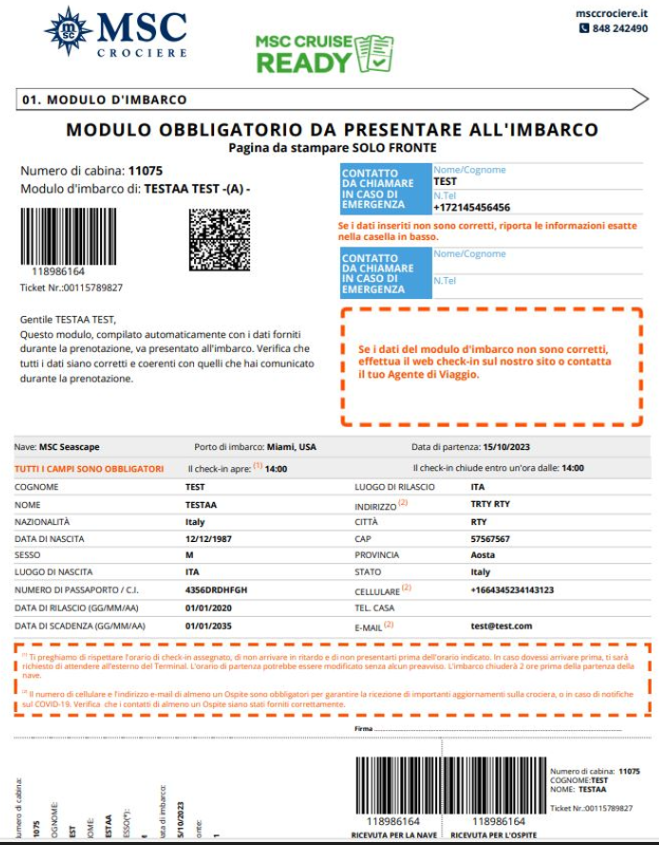 MSC
CROCIERE
msccrociere.it
848 242490
MSC CRUISE
READY
01. MODULO D'IMBARCO
MODULO OBBLIGATORIO DA PRESENTARE ALL'IMBARCO
Pagina da stampare SOLO FRONTE
Numero di cabina: 11075
Modulo d'imbarco di: TESTAA TEST -(A) -
118986164
Ticket Nr.:00115789827
CONTATTO
DA CHIAMARE
IN CASO DI
EMERGENZA
Nome/Cognome
TEST
N.Tel
+172145456456
Se i dati inseriti non sono corretti, riporta le informazioni esatte
nella casella in basso.
CONTATTO
DA CHIAMARE
IN CASO DI
EMERGENZA
Nome/Cognome
N.Tel
Gentile TESTAA TEST,
Questo modulo, compilato automaticamente con i dati forniti
durante la prenotazione, va presentato all'imbarco. Verifica che
tutti i dati siano corretti e coerenti con quelli che hai comunicato
durante la prenotazione.
Se i dati del modulo d'imbarco non sono corretti,
effettua il web check-in sul nostro sito o contatta
il tuo Agente di Viaggio.
Nave: MSC Seascape Porto di imbarco: Miami, USA Data di partenza: 15/10/2023
TUTTI I CAMPI SONO OBBLIGATORI Il check-in apre: (1) 14:00 Il check-in chiude entro un'ora dalle: 14:00
COGNOME TEST LUOGO DI RILASCIO ITA
NOME TESTAA INDIRIZZO (2) TRTY RTY
NAZIONALITÀ Italy CITTÀ RTY
DATA DI NASCITA 12/12/1987 CAP 57567567
SESSO M PROVINCIA Aosta
LUOGO DI NASCITA ITA STATO Italy
NUMERO DI PASSAPORTO / C.I. 4356DRDHFGH CELLULARE (2) +1664345234143123
DATA DI RILASCIO (GG/MM/AA) 01/01/2020 TEL. CASA
DATA DI SCADENZA (GG/MM/AA) 01/01/2035 E-MAIL (2) test@test.com
(1) Ti preghiamo di rispettare l'orario di check-in assegnato, di non arrivare in ritardo e di non presentarti prima dell'orario indicato. In caso dovessi arrivare prima, ti sarà
richiesto di attendere all'esterno del Terminal. L'orario di partenza potrebbe essere modificato senza alcun preavviso. L'imbarco chiuderà 2 ore prima della partenza della
nave.
(2) Il numero di cellulare e l'indirizzo e-mail di almeno un Ospite sono obbligatori per garantire la ricezione di importanti aggiornamenti sulla crociera, o in caso di notifiche
sul COVID-19. Verifica che i contatti di almeno un Ospite siano stati forniti correttamente.
Firma
umero di cabina:
1075
OGNOME:
EST
OME:
ESTAA
ESSO(*):
ata di imbarco:
5/10/2023
onte:
1
118986164
RICEVUTA PER LA NAVE
118986164
RICEVUTA PER L'OSPITE
Numero di cabina: 11075
COGNOME:TEST
NOME: TESTAA
Ticket Nr.:00115789827